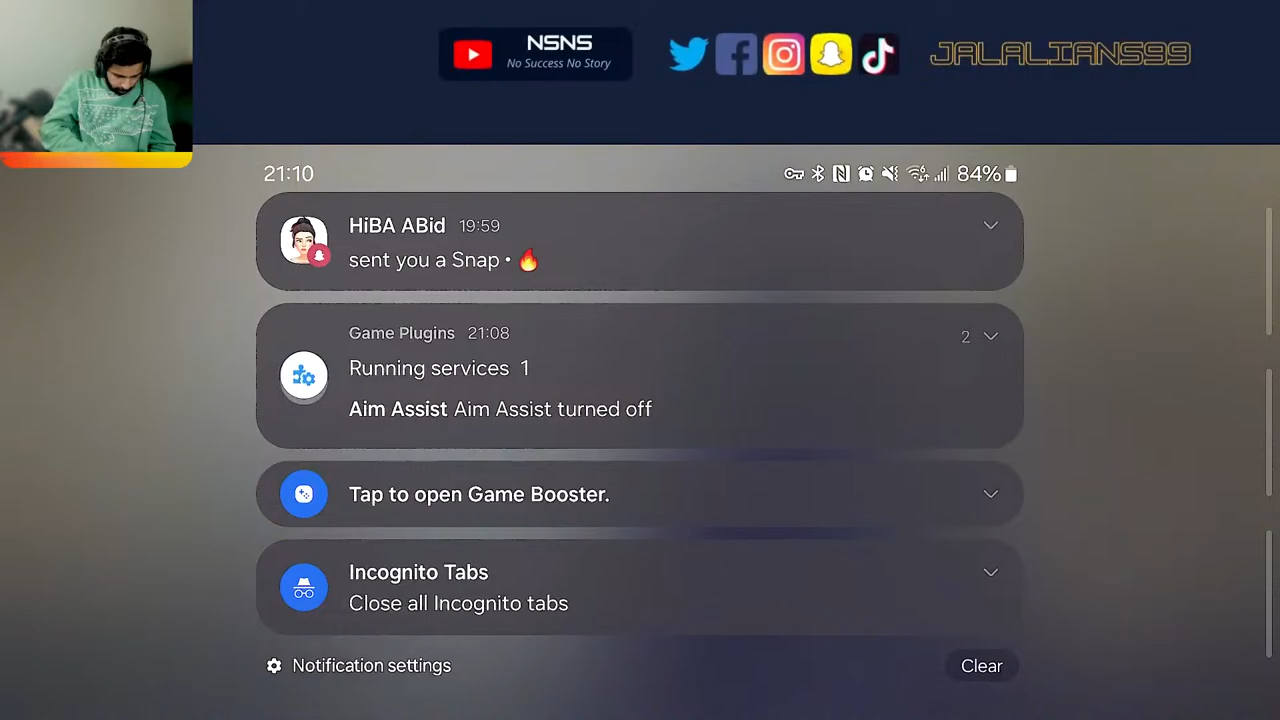 NSNS
No Success No Story
JALALIANS99
21:10
84%
HiBA ABid 19:59
sent you a Snap • 🔥
Game Plugins 21:08
2
Running services 1
Aim Assist Aim Assist turned off
Tap to open Game Booster.
Incognito Tabs
Close all Incognito tabs
Notification settings
Clear